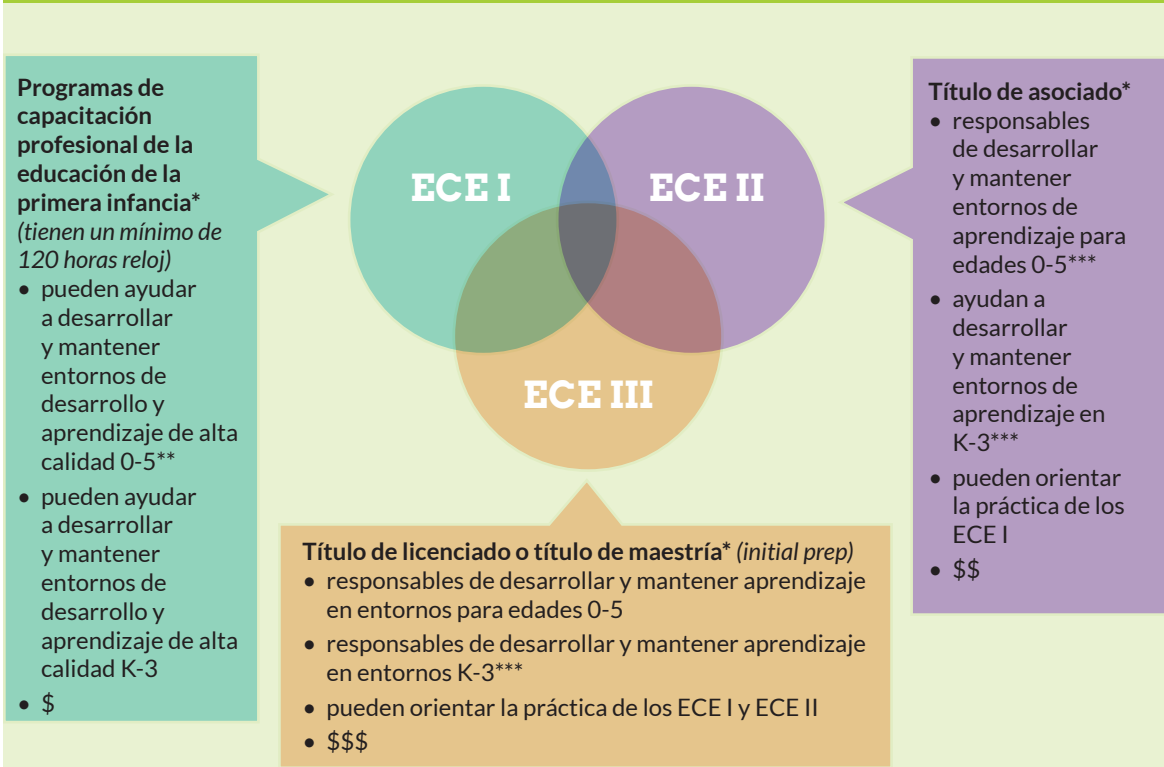 Programas de
capacitación
profesional de la
educación de la
primera infancia*
(tienen un mínimo de
120 horas reloj)
• pueden ayudar
a desarrollar
y mantener
entornos de
desarrollo y
aprendizaje de alta
calidad 0-5**
• pueden ayudar
a desarrollar
y mantener
entornos de
desarrollo y
aprendizaje de alta
calidad K-3
• $
ECE I
ECE II
ECE III
Título de asociado*
• responsables
de desarrollar
y mantener
entornos de
aprendizaje para
edades 0-5***
• ayudan a
desarrollar
y mantener
entornos de
aprendizaje en
K-3***
• pueden orientar
la práctica de los
ECE I
• $$
Título de licenciado o título de maestría* (initial prep)
• responsables de desarrollar y mantener aprendizaje
en entornos para edades 0-5
• responsables de desarrollar y mantener aprendizaje
en entornos K-3***
• pueden orientar la práctica de los ECE I y ECE II
• $$$